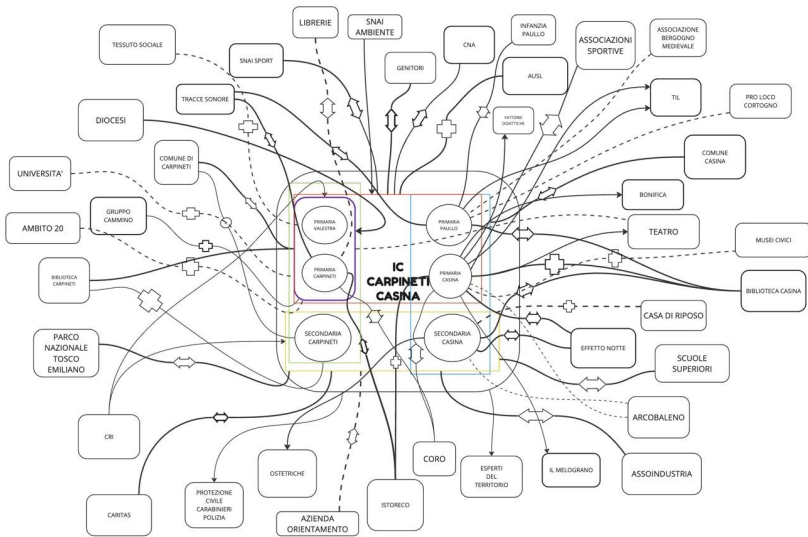 LIBRERIE
SNAI
AMBIENTE
INFANZIA
PAULLO
ASSOCIAZIONI
SPORTIVE
ASSOCIAZIONE
BERGOGNO
MEDIEVALE
TESSUTO SOCIALE
SNAI SPORT
GENITORI
CNA
AUSL
TIL
PRO LOCO
CORTOGNO
TRACCE SONORE
DIOCESI
FATTORIE
DIDATTICHE
COMUNE DI
CARPINETI
COMUNE
CASINA
UNIVERSITA'
BONIFICA
GRUPPO
CAMMINO
AMBITO 20
PRIMARIA
VALESTRA
PRIMARIA
PAULLO
TEATRO
MUSEI CIVICI
BIBLIOTECA
CARPINETI
PRIMARIA
CARPINETI
IC
CARPINETI
CASINA
PRIMARIA
CASINA
BIBLIOTECA CASINA
CASA DI RIPOSO
PARCO
NAZIONALE
TOSCO
EMILIANO
SECONDARIA
CARPINETI
SECONDARIA
CASINA
EFFETTO NOTTE
SCUOLE
SUPERIORI
ARCOBALENO
CRI
OSTETRICHE
CORO
ESPERTI
DEL
TERRITORIO
IL MELOGRANO
ASSOINDUSTRIA
CARITAS
PROTEZIONE
CIVILE
CARABINIERI
POLIZIA
AZIENDA
ORIENTAMENTO
ISTORECO